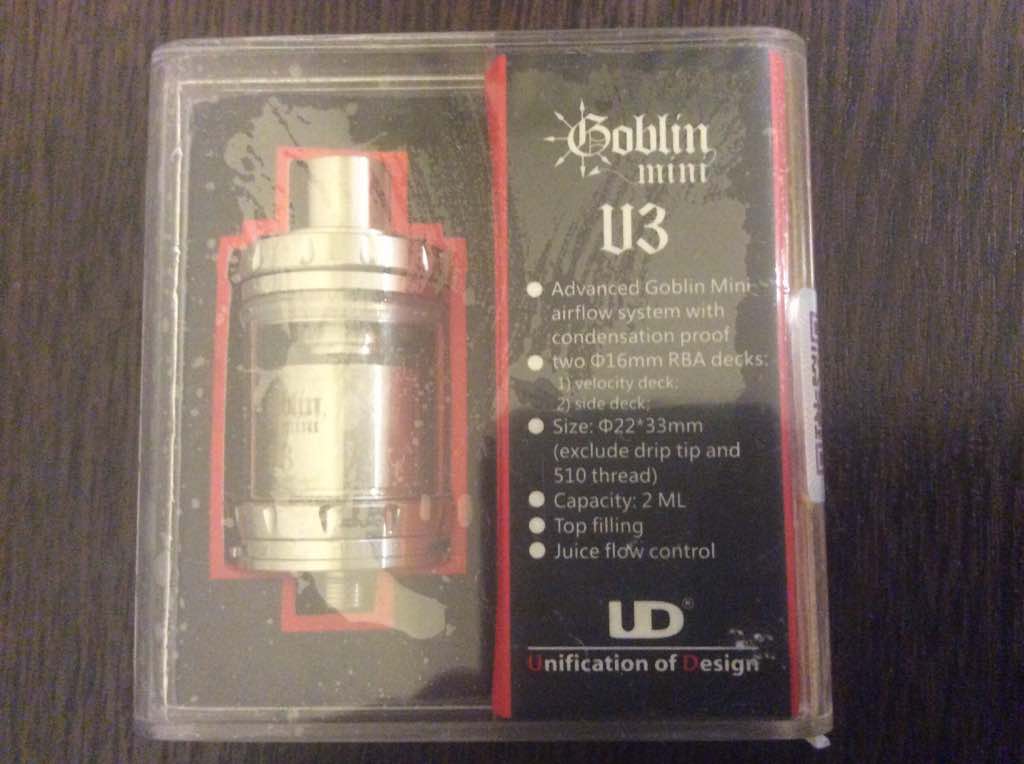 Goblin
mini
V3
● Advanced Goblin Mini
airflow system with
condensation proof
● two Φ16mm RBA decks:
1) velocity deck;
2) side deck;
● Size: Φ22*33mm
(exclude drip tip and
510 thread)
● Capacity: 2 ML
● Top filling
● Juice flow control
UD®
Unification of Design